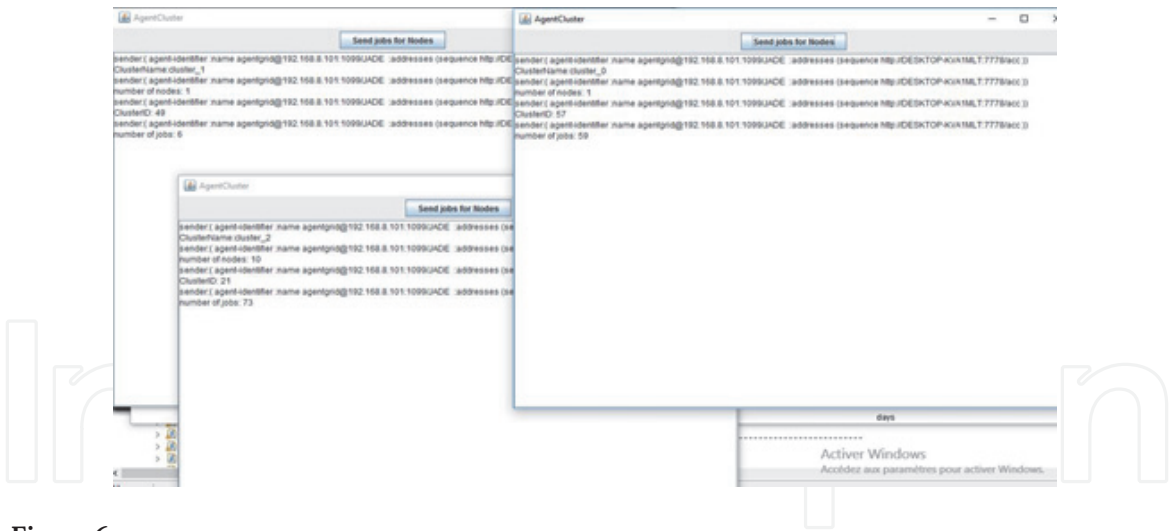 AgentCluster
Send jobs for Nodes
sender:( agent-identifier :name agentgrid@192.168.8.101:1099/JADE :addresses (sequence http://DE
ClusterName:cluster_1
sender:( agent-identifier :name agentgrid@192.168.8.101:1099/JADE :addresses (sequence http://DE
number of nodes: 1
sender:( agent-identifier :name agentgrid@192.168.8.101:1099/JADE :addresses (sequence http://DE
ClusterID: 49
sender:( agent-identifier :name agentgrid@192.168.8.101:1099/JADE :addresses (sequence http://DE
number of jobs: 6
AgentCluster
Send jobs for Nodes
sender:( agent-identifier :name agentgrid@192.168.8.101:1099/JADE :addresses (sequence http://DESKTOP-KVA1MLT:7778/acc ))
ClusterName:cluster_0
sender:( agent-identifier :name agentgrid@192.168.8.101:1099/JADE :addresses (sequence http://DESKTOP-KVA1MLT:7778/acc ))
number of nodes: 1
sender:( agent-identifier :name agentgrid@192.168.8.101:1099/JADE :addresses (sequence http://DESKTOP-KVA1MLT:7778/acc ))
ClusterID: 57
sender:( agent-identifier :name agentgrid@192.168.8.101:1099/JADE :addresses (sequence http://DESKTOP-KVA1MLT:7778/acc ))
number of jobs: 59
AgentCluster
Send jobs for Nodes
sender:( agent-identifier :name agentgrid@192.168.8.101:1099/JADE :addresses (se
ClusterName:cluster_2
sender:( agent-identifier :name agentgrid@192.168.8.101:1099/JADE :addresses (se
number of nodes: 10
sender:( agent-identifier :name agentgrid@192.168.8.101:1099/JADE :addresses (se
ClusterID: 21
sender:( agent-identifier :name agentgrid@192.168.8.101:1099/JADE :addresses (se
number of jobs: 73
days
--------------------------
Activer Windows
Accédez aux paramètres pour activer Windows.